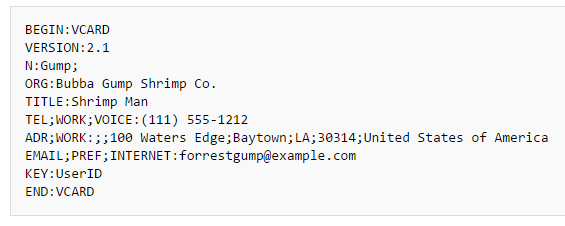 BEGIN:VCARD
VERSION:2.1
N:Gump;
ORG:Bubba Gump Shrimp Co.
TITLE:Shrimp Man
TEL;WORK;VOICE:(111) 555-1212
ADR;WORK:;;100 Waters Edge;Baytown;LA;30314;United States of America
EMAIL;PREF;INTERNET:forrestgump@example.com
KEY:UserID
END:VCARD